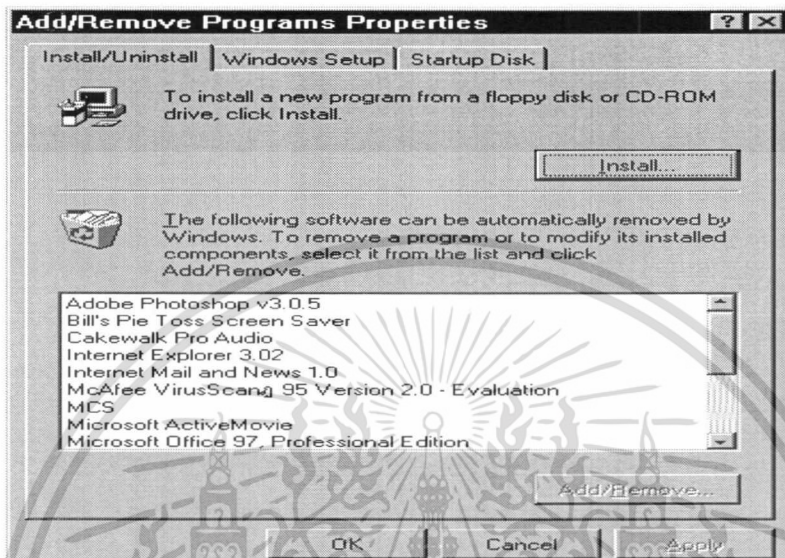 Add/Remove Programs Properties
Install/Uninstall
Windows Setup
Startup Disk
To install a new program from a floppy disk or CD-ROM
drive, click Install.
Install...
The following software can be automatically removed by
Windows. To remove a program or to modify its installed
components, select it from the list and click
Add/Remove.
Adobe Photoshop v3.0.5
Bill's Pie Toss Screen Saver
Cakewalk Pro Audio
Internet Explorer 3.02
Internet Mail and News 1.0
McAfee VirusScang 95 Version 2.0 - Evaluation
MCS
Microsoft ActiveMovie
Microsoft Office 97, Professional Edition
Add/Remove...
OK
Cancel
Apply